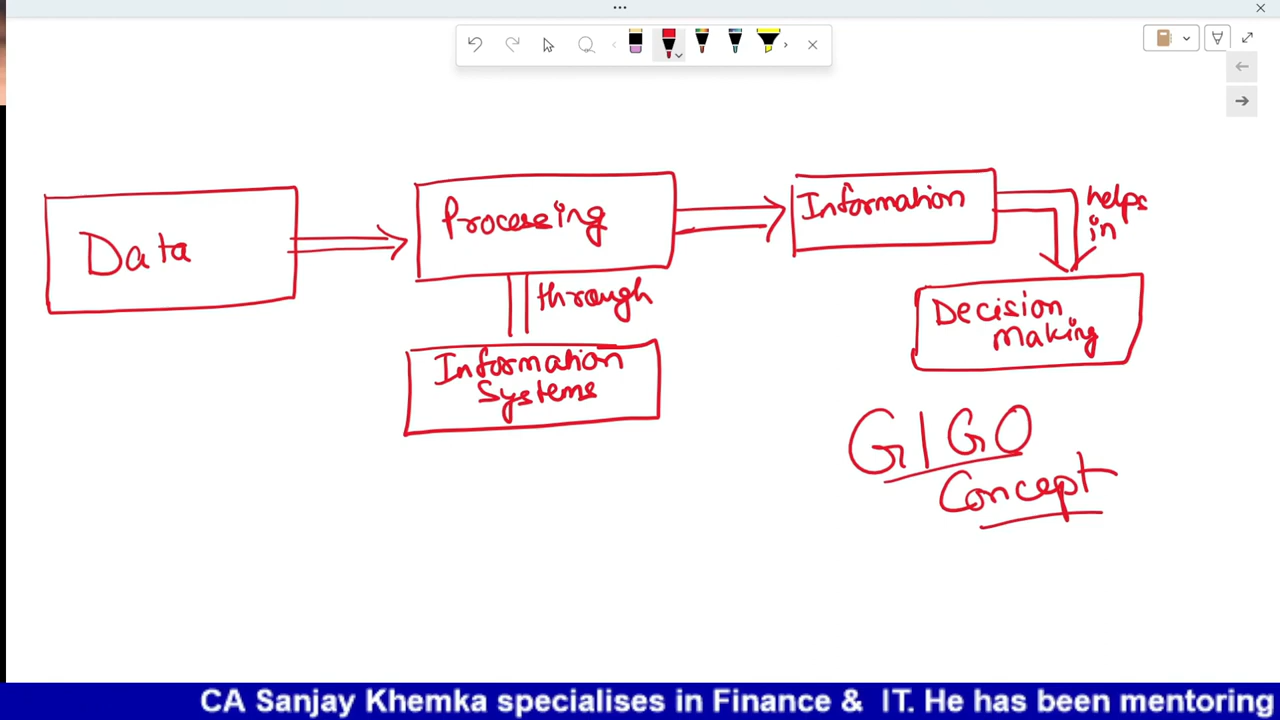 Data
Processing
Information
helps
in
through
Decision
Making
Information
Systems
GIGO
Concept
CA Sanjay Khemka specialises in Finance & IT. He has been mentoring